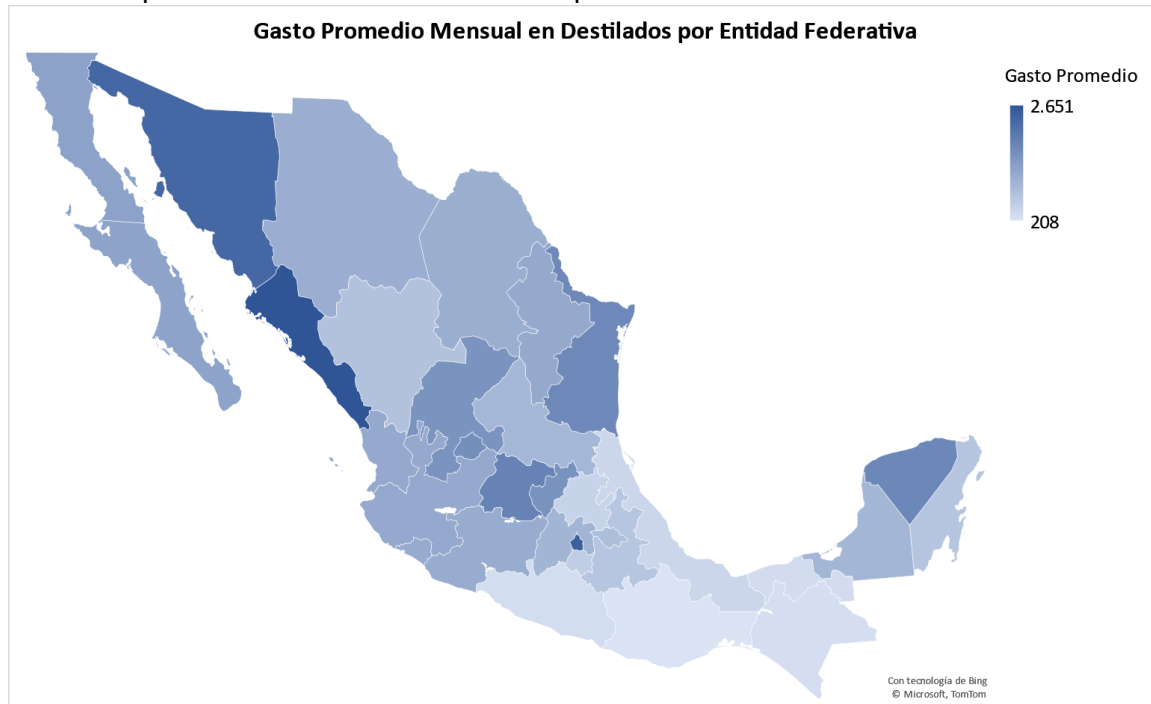 Gasto Promedio Mensual en Destilados por Entidad Federativa
Gasto Promedio
2.651
208
Con tecnología de Bing
© Microsoft, TomTom